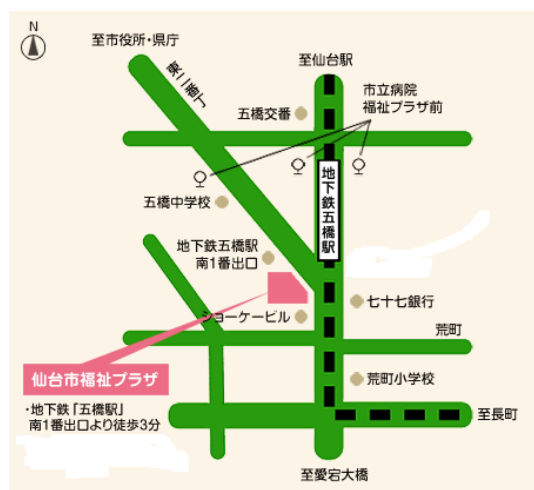 N
至市役所・県庁
東二番丁
至仙台駅
市立病院
福祉プラザ前
五橋交番
地下鉄五橋駅
五橋中学校
地下鉄五橋駅
南1番出口
七十七銀行
ショーケービル
荒町
仙台市福祉プラザ
荒町小学校
・地下鉄「五橋駅」
南1番出口より徒歩3分
至長町
至愛宕大橋